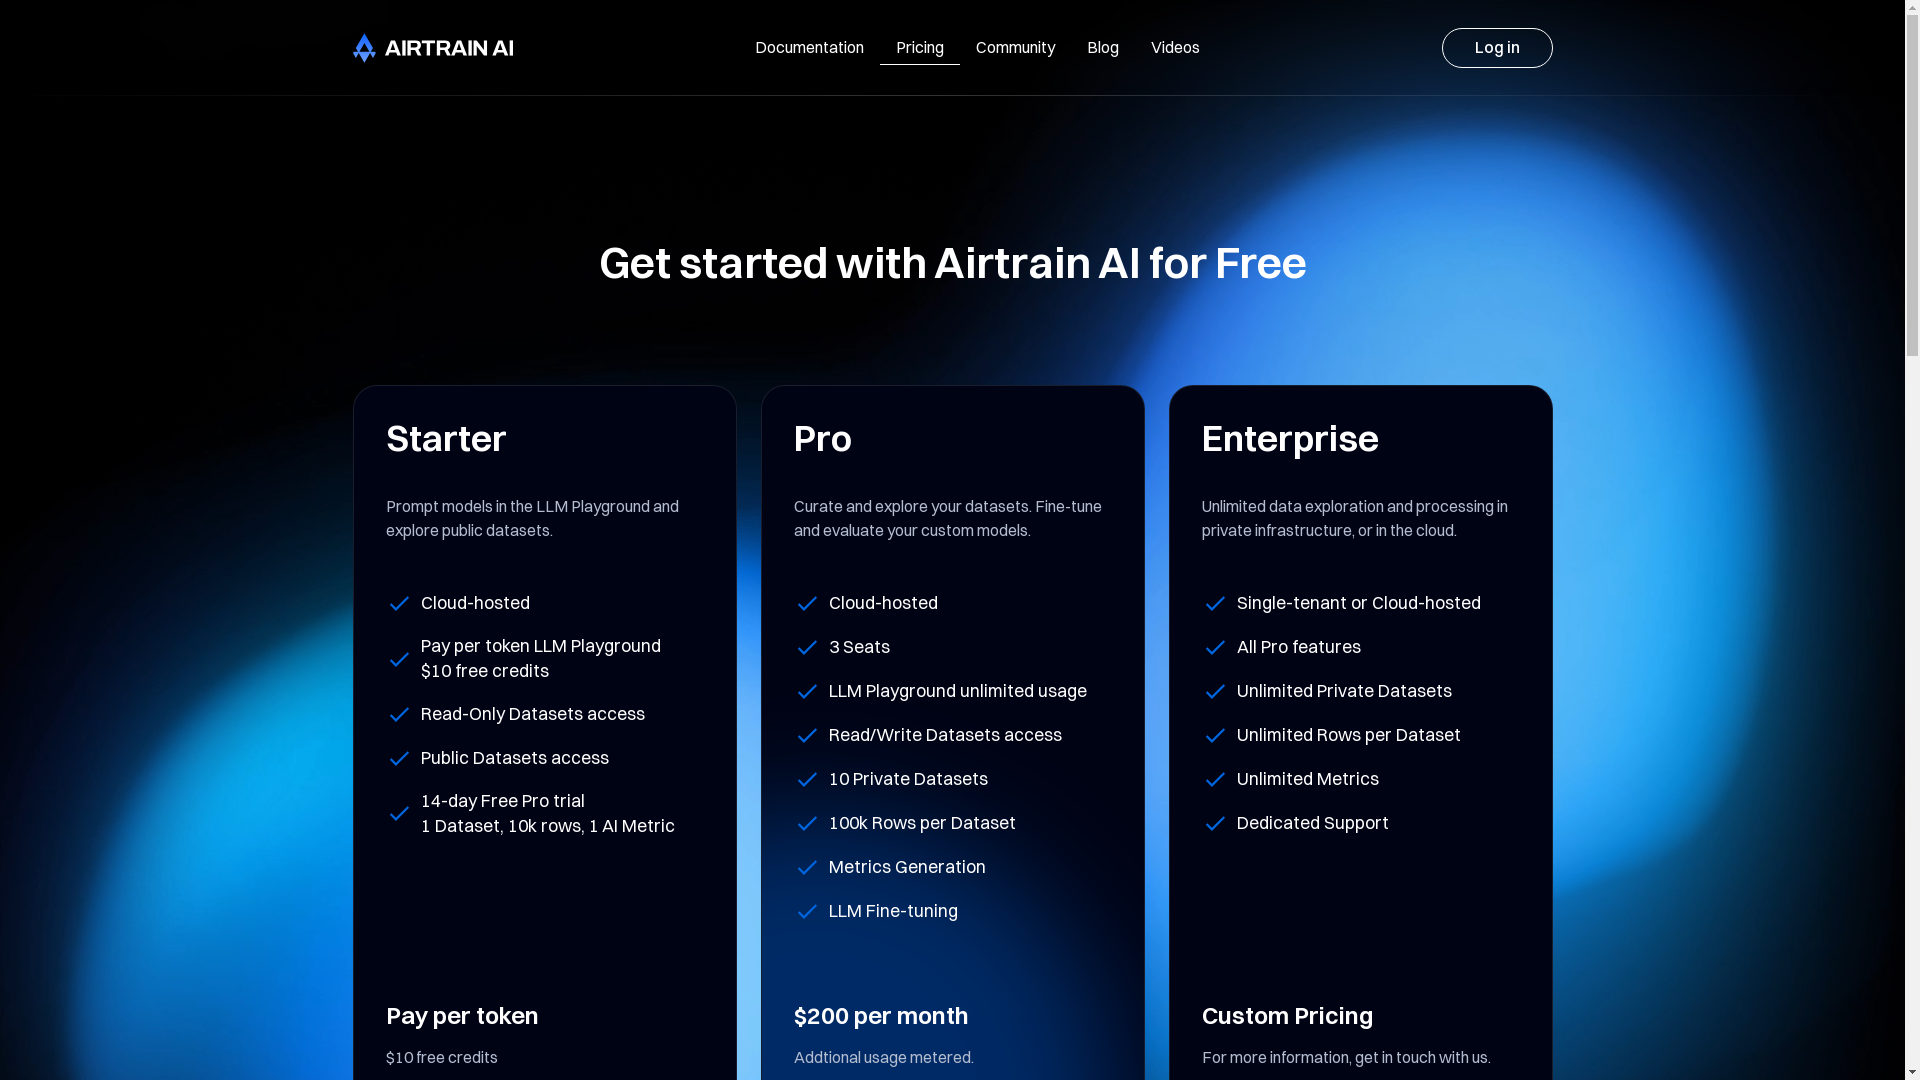 AIRTRAIN AI
Documentation
Pricing
Community
Blog
Videos
Log in
Get started with Airtrain AI for Free
Starter
Prompt models in the LLM Playground and
explore public datasets.
Cloud-hosted
Pay per token LLM Playground
$10 free credits
Read-Only Datasets access
Public Datasets access
14-day Free Pro trial
1 Dataset, 10k rows, 1 AI Metric
Pay per token
$10 free credits
Pro
Curate and explore your datasets. Fine-tune
and evaluate your custom models.
Cloud-hosted
3 Seats
LLM Playground unlimited usage
Read/Write Datasets access
10 Private Datasets
100k Rows per Dataset
Metrics Generation
LLM Fine-tuning
$200 per month
Addtional usage metered.
Enterprise
Unlimited data exploration and processing in
private infrastructure, or in the cloud.
Single-tenant or Cloud-hosted
All Pro features
Unlimited Private Datasets
Unlimited Rows per Dataset
Unlimited Metrics
Dedicated Support
Custom Pricing
For more information, get in touch with us.